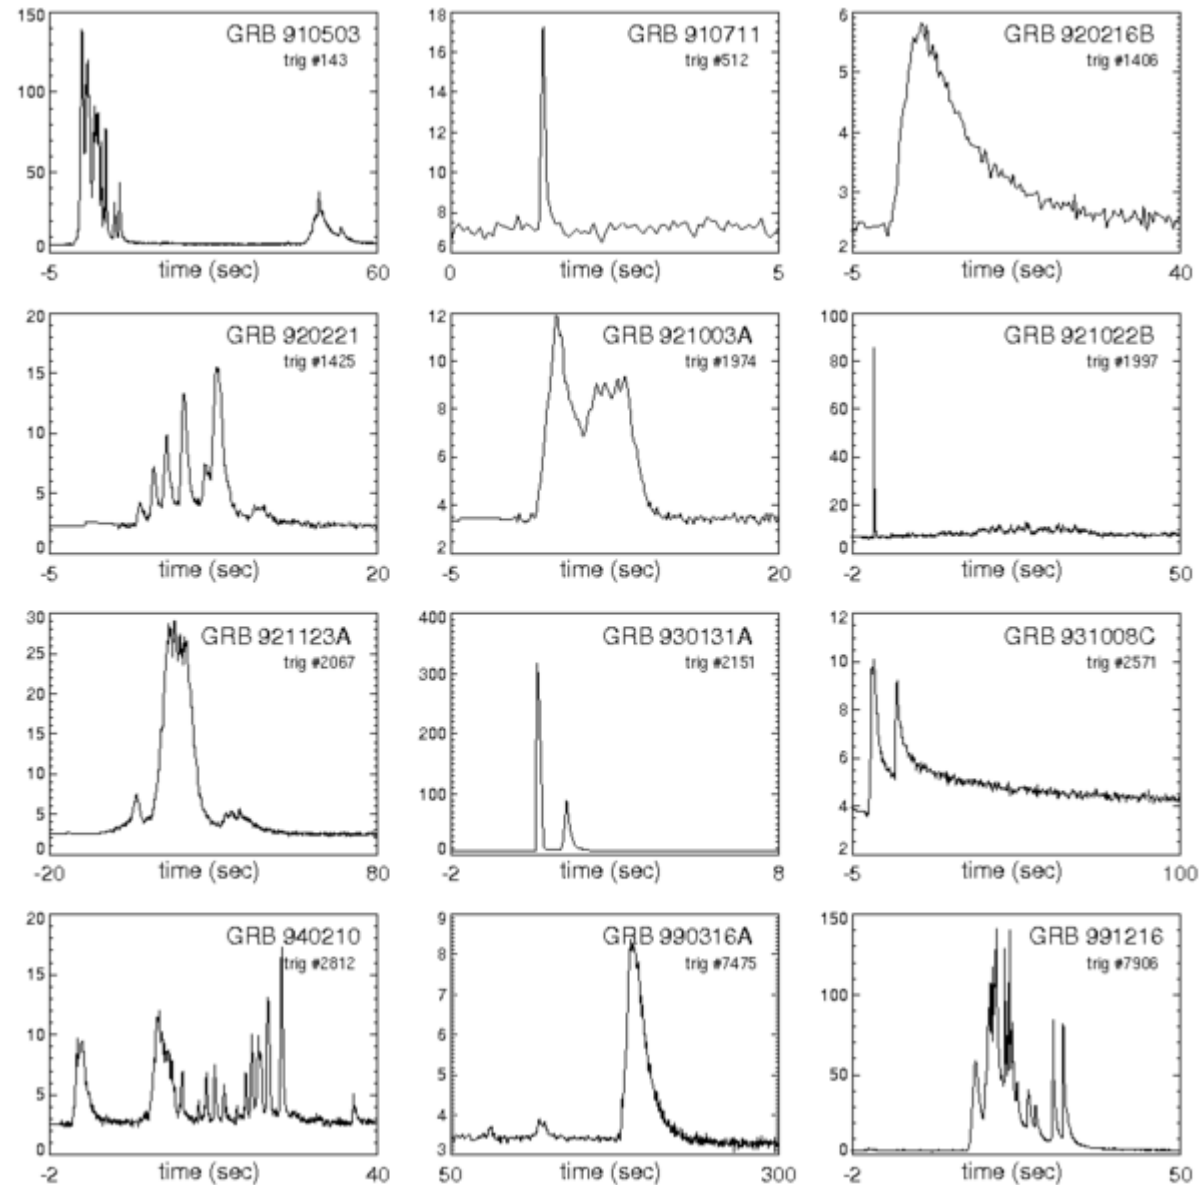 150
100
50
0
-5
time (sec)
60
GRB 910503
trig #143
18
16
14
12
10
8
6
0
time (sec)
5
GRB 910711
trig #512
6
5
4
3
2
-5
time (sec)
40
GRB 920216B
trig #1406
20
15
10
5
0
-5
time (sec)
20
GRB 920221
trig #1425
12
10
8
6
4
2
-5
time (sec)
20
GRB 921003A
trig #1974
100
80
60
40
20
0
-2
time (sec)
50
GRB 921022B
trig #1997
30
25
20
15
10
5
0
-20
time (sec)
80
GRB 921123A
trig #2067
400
300
200
100
0
-2
time (sec)
8
GRB 930131A
trig #2151
12
10
8
6
4
2
-5
time (sec)
100
GRB 931008C
trig #2571
20
15
10
5
0
-2
time (sec)
40
GRB 940210
trig #2812
9
8
7
6
5
4
3
50
time (sec)
300
GRB 990316A
trig #7475
150
100
50
0
-2
time (sec)
50
GRB 991216
trig #7906